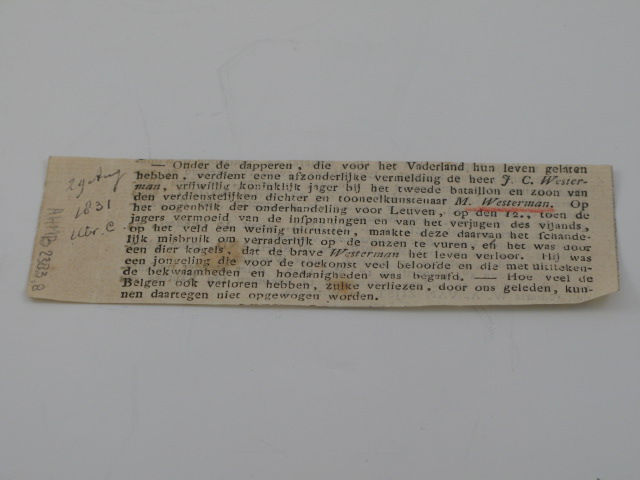 — Onder de dapperen, die voor het Vaderland hun leven gelaten
hebben, verdient eene afzonderlijke vermelding de heer J. C. Wester-
man, vrijwillig koninklijk jager bij het tweede bataillon en zoon van
den verdienstelijken dichter en tooneelkunstenaar M. Westerman. Op
het oogenblik der onderhandeling voor Leuven, op den 12., toen de
jagers vermoeid van de inspanningen en van het verjagen des vijands,
op het veld een weinig uitrustten, maakte deze daarvan het schande-
lijk misbruik om verraderlijk op de onzen te vuren, en het was door
een dier kogels, dat de brave Westerman het leven verloor. Hij was
een jongeling die voor de toekomst veel beloofde en die met uitsteken-
de bekwaamheden en hoedanigheden was begaafd. — Hoe veel de
Belgen ook verloren hebben, zulke verliezen, door ons geleden, kun-
nen daartegen niet opgewogen worden.
29 Aug
1831
Utr. C